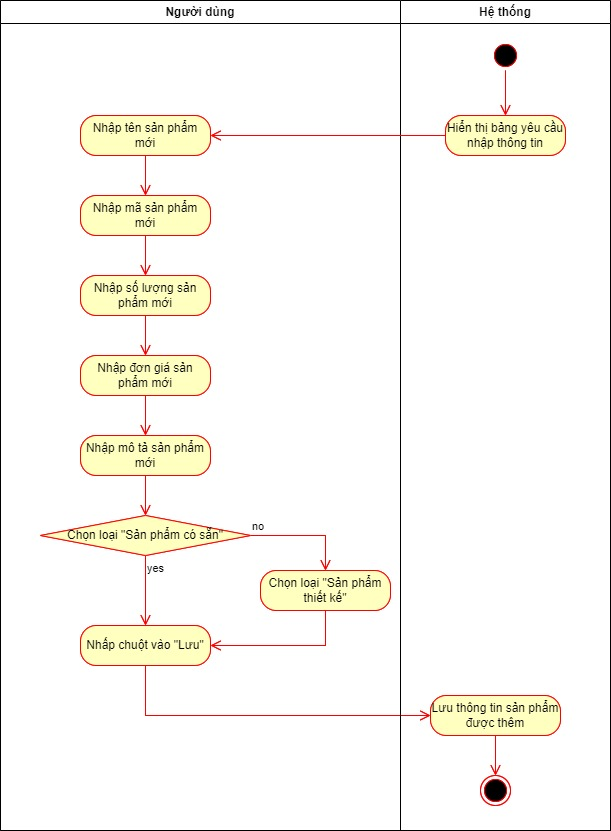 Người dùng
Hệ thống
Hiển thị bảng yêu cầu
nhập thông tin
Nhập tên sản phẩm
mới
Nhập mã sản phẩm
mới
Nhập số lượng sản
phẩm mới
Nhập đơn giá sản
phẩm mới
Nhập mô tả sản phẩm
mới
Chọn loại "Sản phẩm có sẵn"
no
yes
Chọn loại "Sản phẩm
thiết kế"
Nhấp chuột vào "Lưu"
Lưu thông tin sản phẩm
được thêm